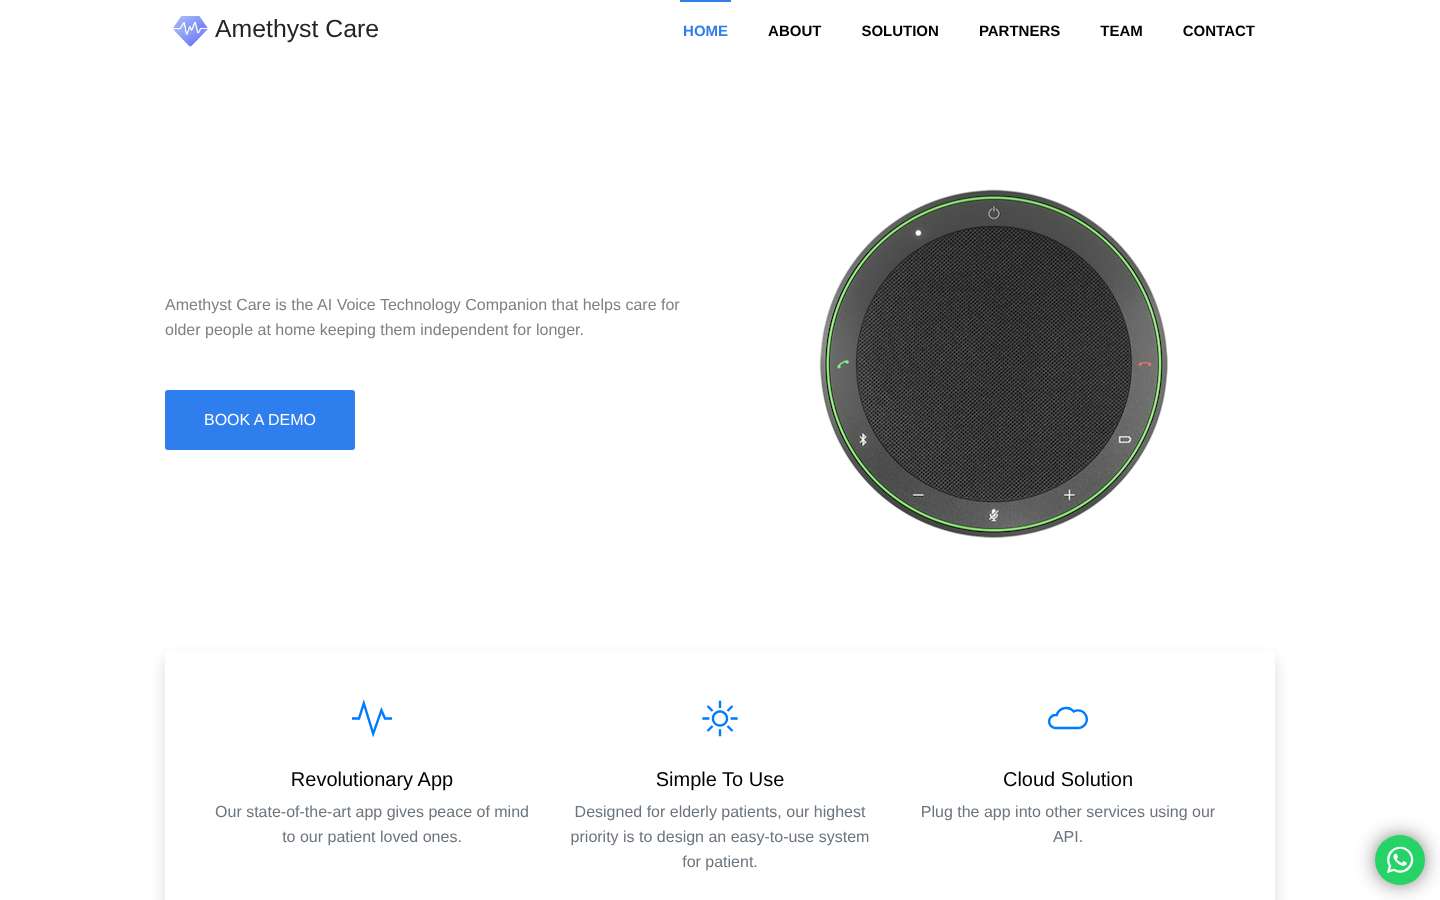 Amethyst Care
HOME
ABOUT
SOLUTION
PARTNERS
TEAM
CONTACT
Amethyst Care is the AI Voice Technology Companion that helps care for
older people at home keeping them independent for longer.
BOOK A DEMO
Revolutionary App
Our state-of-the-art app gives peace of mind
to our patient loved ones.
Simple To Use
Designed for elderly patients, our highest
priority is to design an easy-to-use system
for patient.
Cloud Solution
Plug the app into other services using our
API.